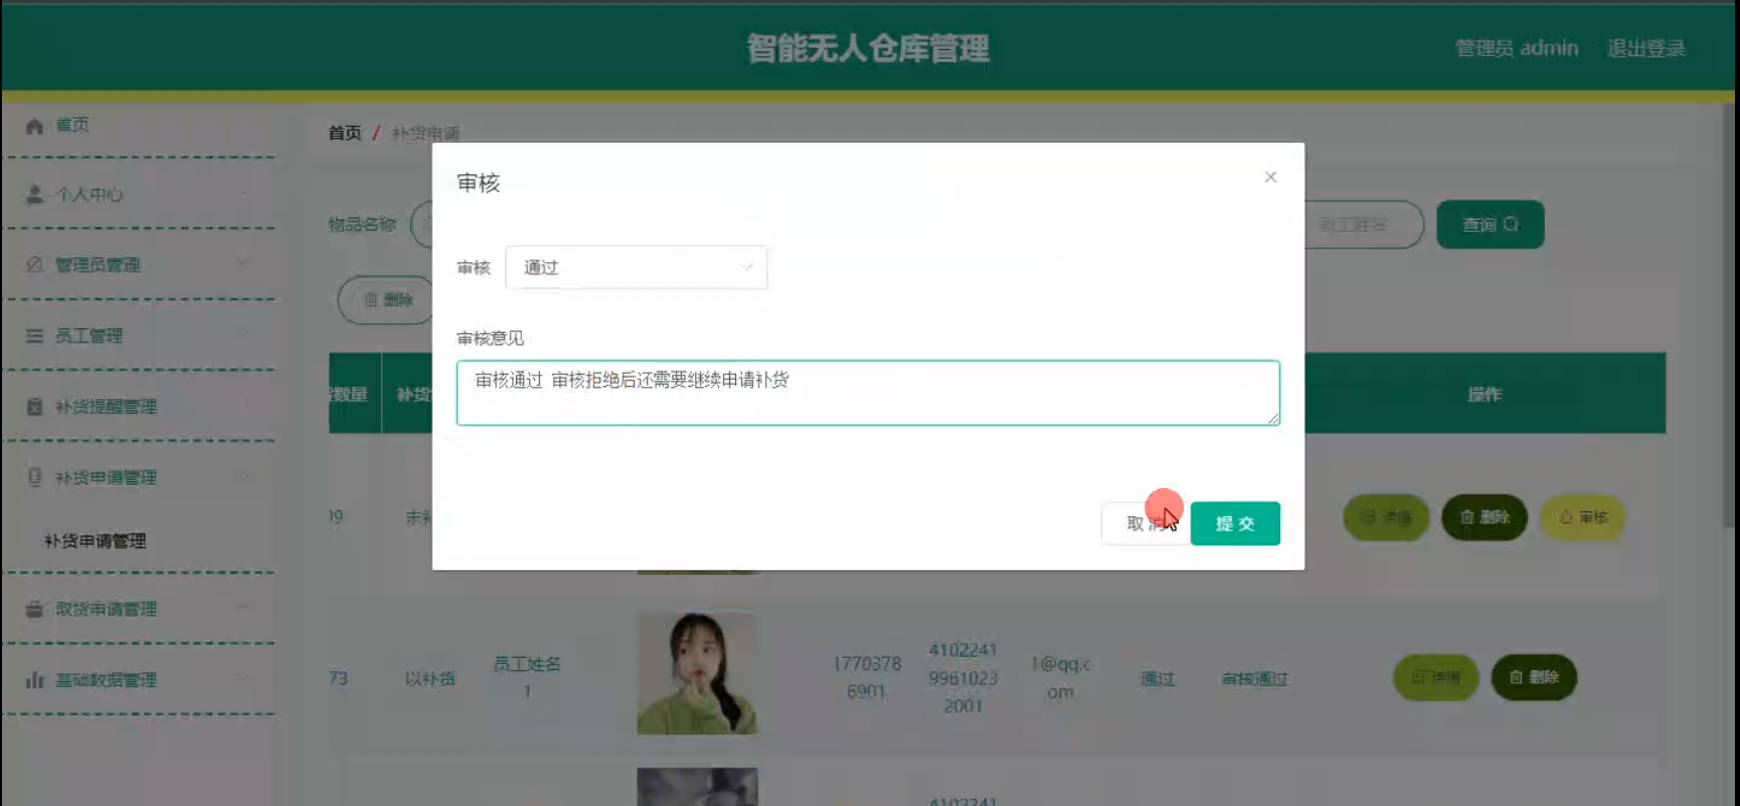 智能无人仓库管理
管理员 admin
退出登录
首页
个人中心
管理员管理
员工管理
补货提醒管理
补货申请管理
补货申请管理
取货申请管理
基础数据管理
首页 / 补货申请
物品名称
员工姓名
查询
删除
审核
审核
通过
审核意见
审核通过 审核拒绝后还需要继续申请补货
取消
提 交
数量
补货
操作
99
未补
详情
删除
审核
73
以补货
员工姓名
1
1770378
6901
4102241
9961023
2001
1@qq.c
om
通过
审核通过
详情
删除